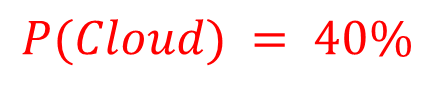 P(Cloud) = 40%